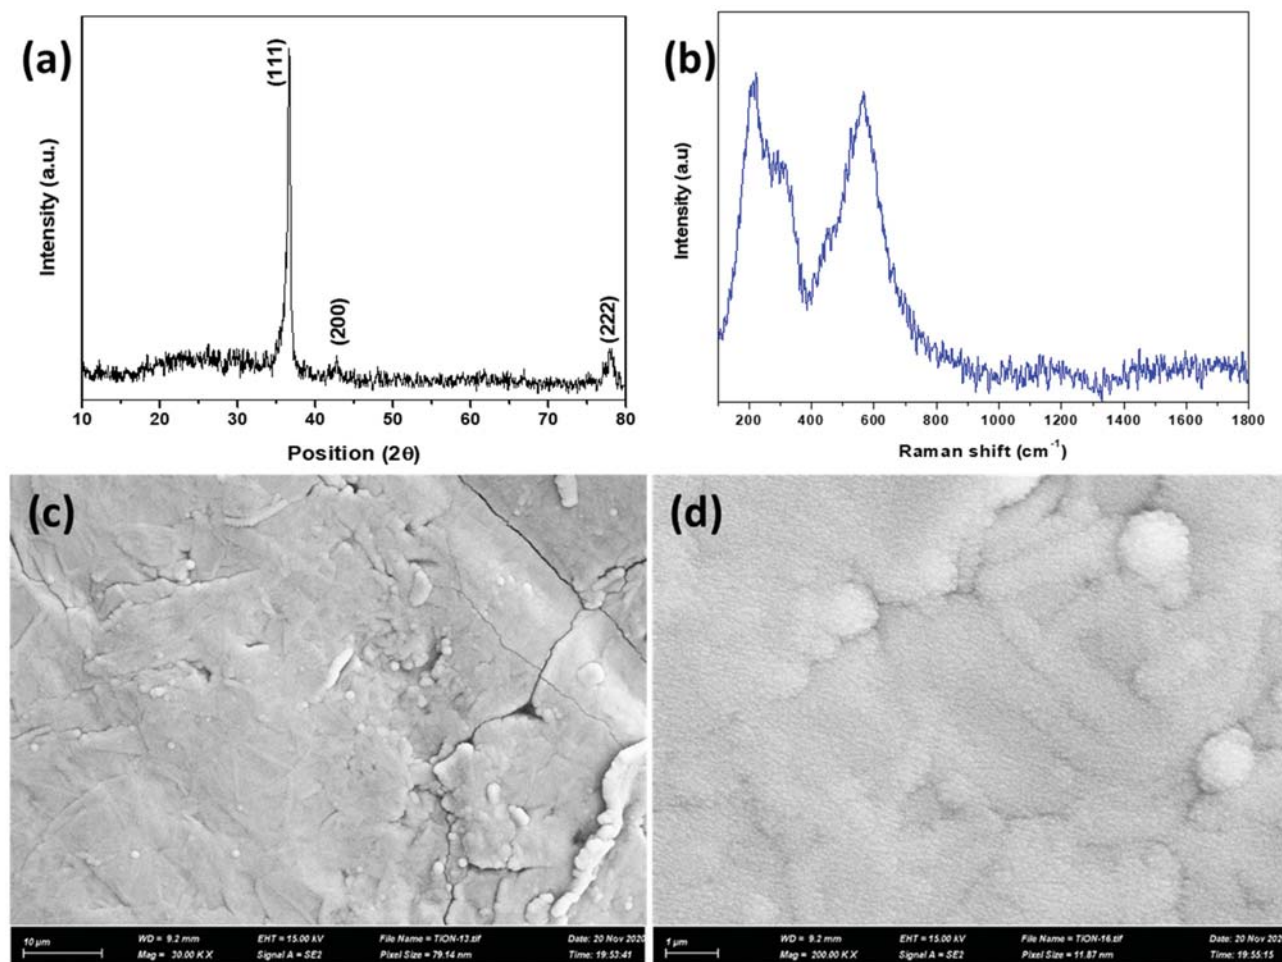 (a)
(111)
(200)
(222)
Intensity (a.u.)
10 20 30 40 50 60 70 80
Position (2θ)
(b)
Intensity (a.u)
200 400 600 800 1000 1200 1400 1600 1800
Raman shift (cm⁻¹)
(c)
10 µm
WD = 9.2 mm EHT = 15.00 kV File Name = TiON-13.tif Date: 20 Nov 2020
Mag = 30.00 K X Signal A = SE2 Pixel Size = 79.14 nm Time: 19:53:41
(d)
1 µm
WD = 9.2 mm EHT = 15.00 kV File Name = TiON-16.tif Date: 20 Nov 202
Mag = 200.00 K X Signal A = SE2 Pixel Size = 11.87 nm Time: 19:55:15